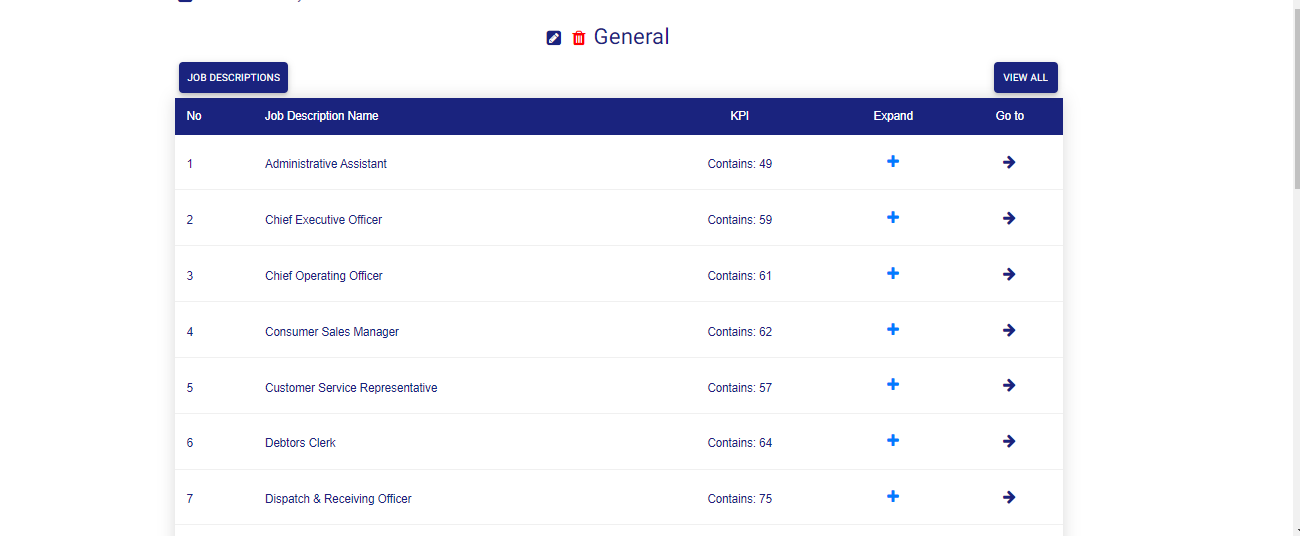 General
JOB DESCRIPTIONS VIEW ALL
No Job Description Name KPI Expand Go to
1 Administrative Assistant Contains: 49
2 Chief Executive Officer Contains: 59
3 Chief Operating Officer Contains: 61
4 Consumer Sales Manager Contains: 62
5 Customer Service Representative Contains: 57
6 Debtors Clerk Contains: 64
7 Dispatch & Receiving Officer Contains: 75